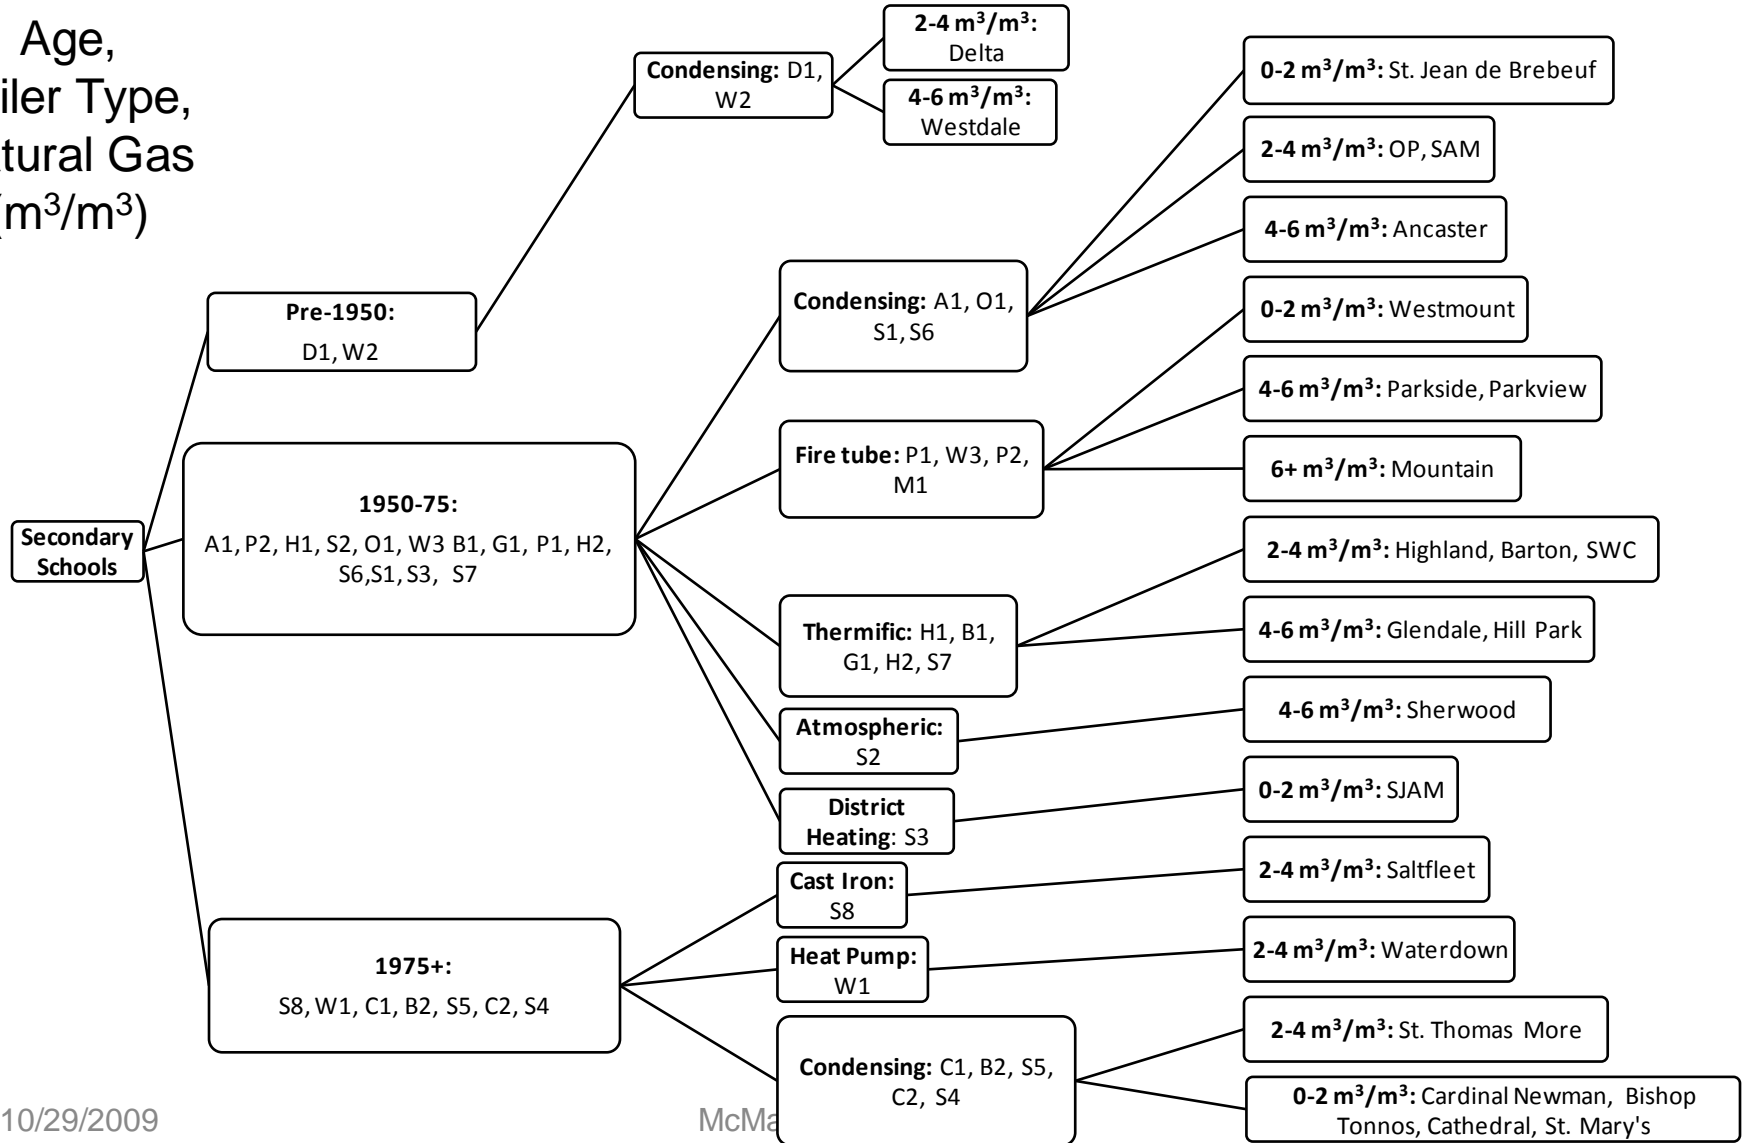 Age,
iler Type,
tural Gas
(m³/m³)
2-4 m³/m³:
Delta
Condensing: D1,
W2
4-6 m³/m³:
Westdale
0-2 m³/m³: St. Jean de Brebeuf
2-4 m³/m³: OP, SAM
4-6 m³/m³: Ancaster
Pre-1950:
D1, W2
Condensing: A1, O1,
S1, S6
0-2 m³/m³: Westmount
4-6 m³/m³: Parkside, Parkview
Fire tube: P1, W3, P2,
M1
6+ m³/m³: Mountain
Secondary
Schools
1950-75:
A1, P2, H1, S2, O1, W3 B1, G1, P1, H2,
S6,S1, S3, S7
2-4 m³/m³: Highland, Barton, SWC
Thermific: H1, B1,
G1, H2, S7
4-6 m³/m³: Glendale, Hill Park
Atmospheric:
S2
4-6 m³/m³: Sherwood
District
Heating: S3
0-2 m³/m³: SJAM
Cast Iron:
S8
2-4 m³/m³: Saltfleet
1975+:
S8, W1, C1, B2, S5, C2, S4
Heat Pump:
W1
2-4 m³/m³: Waterdown
Condensing: C1, B2, S5,
C2, S4
2-4 m³/m³: St. Thomas More
0-2 m³/m³: Cardinal Newman, Bishop
Tonnos, Cathedral, St. Mary's
10/29/2009
McMa